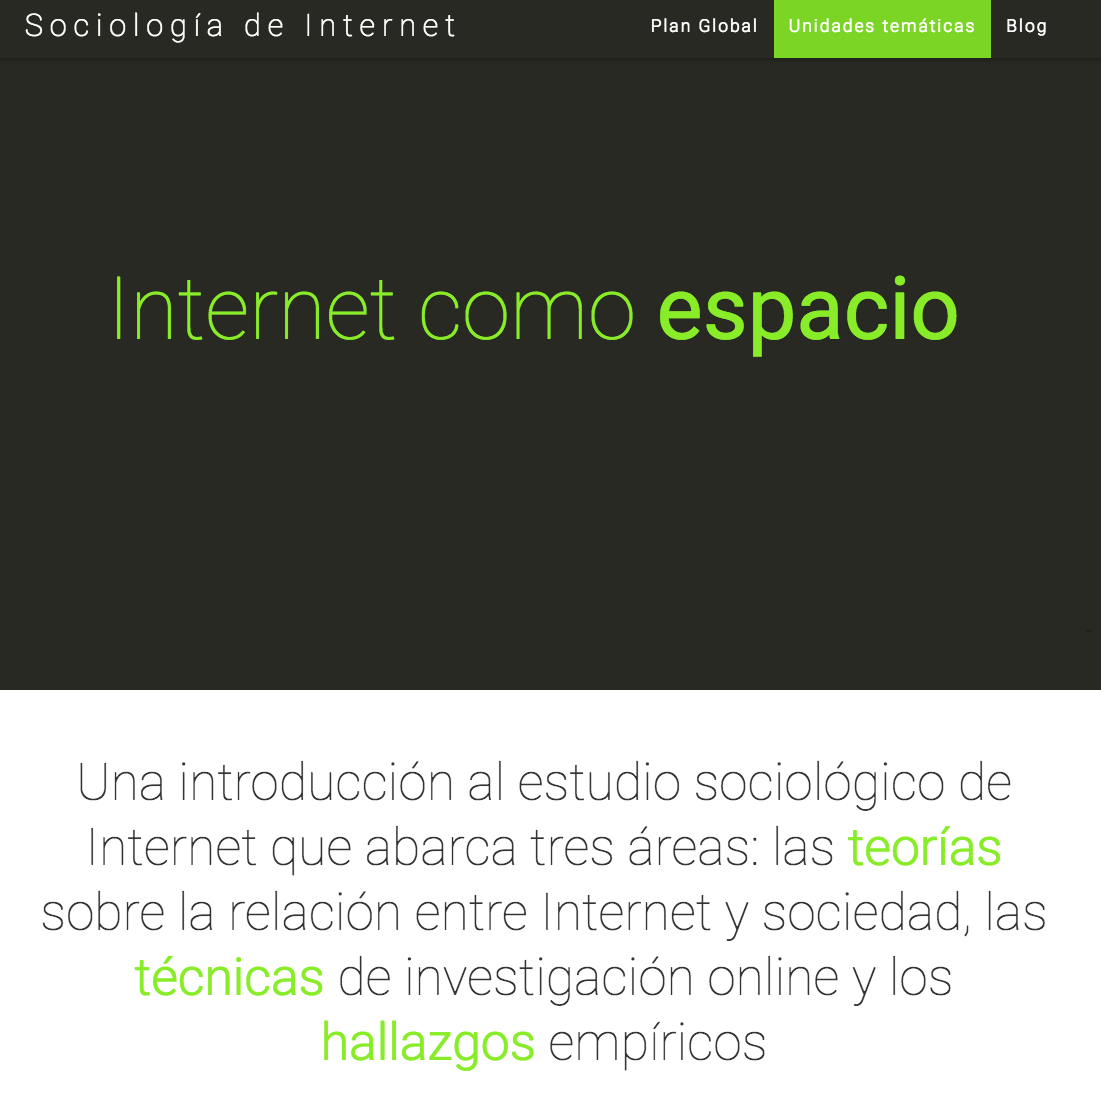 Sociología de Internet
Plan Global
Unidades temáticas
Blog
Internet como espacio
Una introducción al estudio sociológico de
Internet que abarca tres áreas: las teorías
sobre la relación entre Internet y sociedad, las
técnicas de investigación online y los
hallazgos empíricos